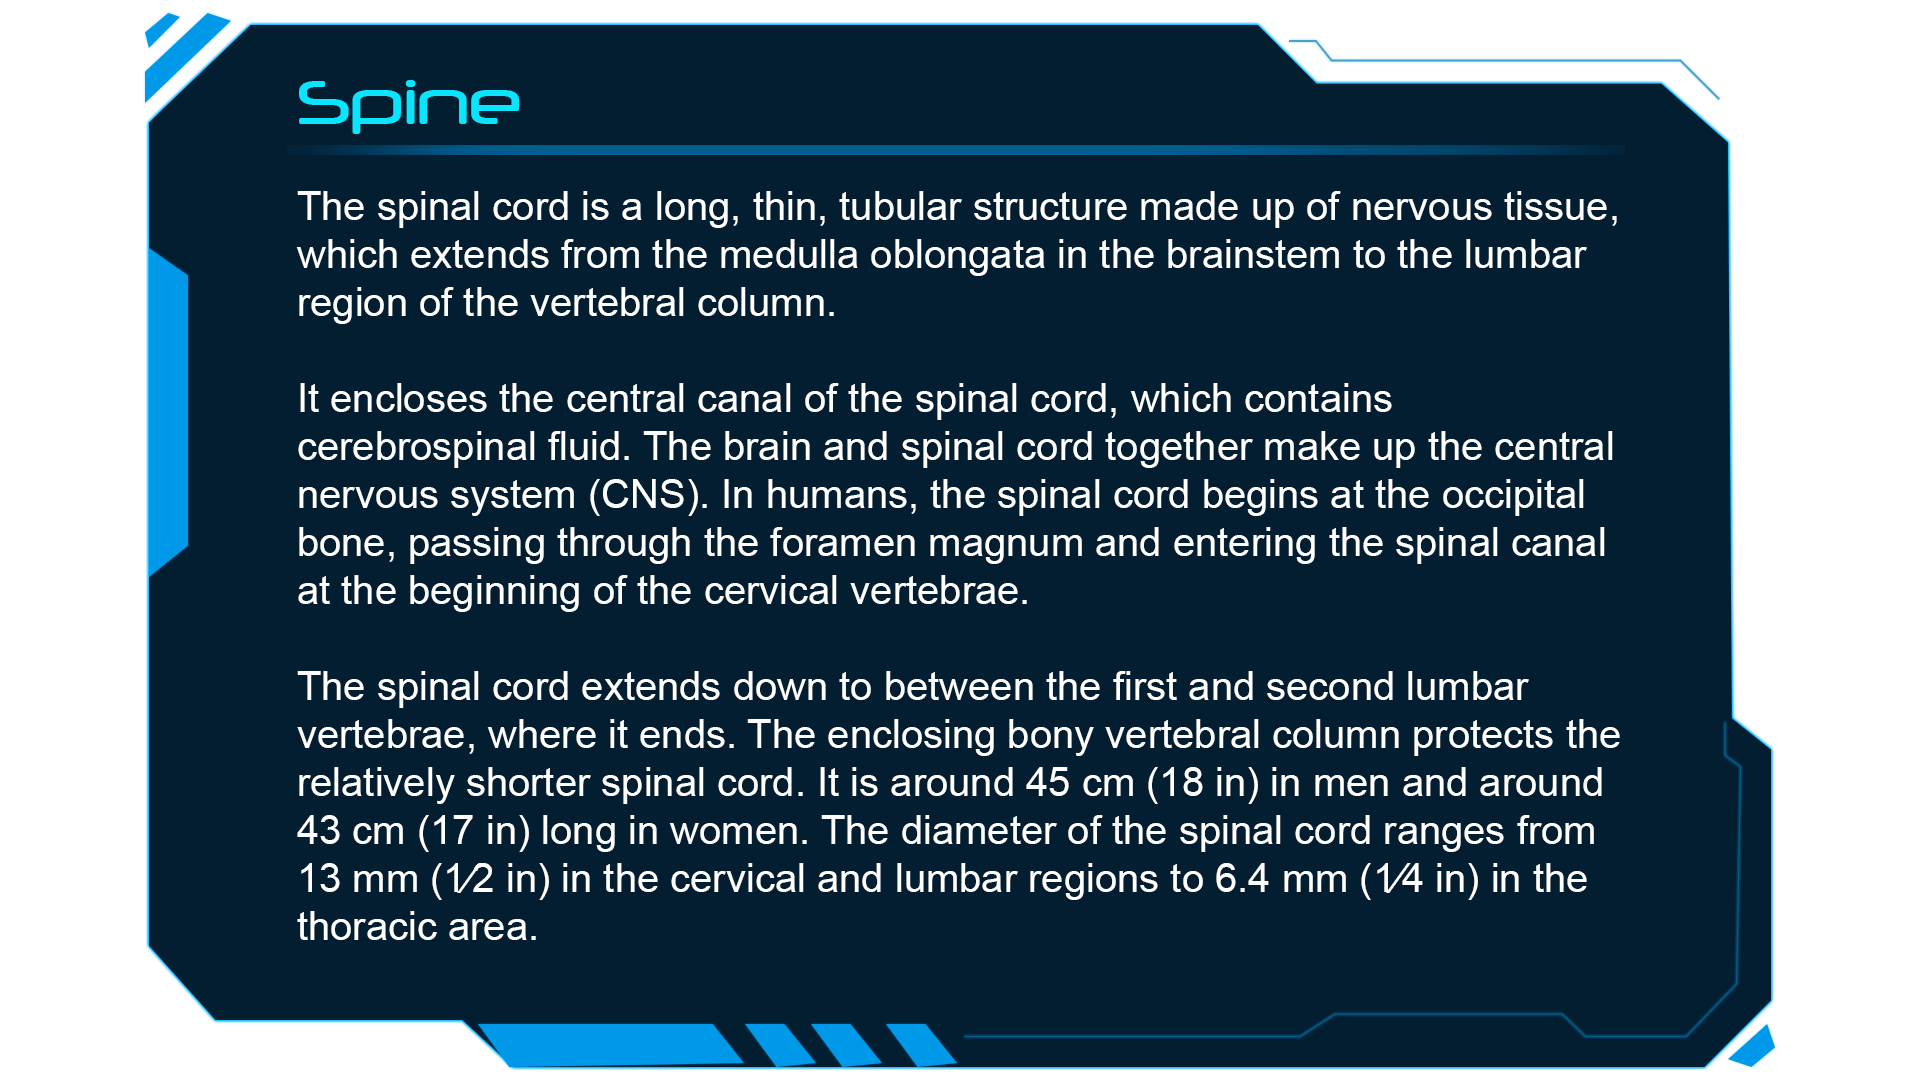 Spine
The spinal cord is a long, thin, tubular structure made up of nervous tissue,
which extends from the medulla oblongata in the brainstem to the lumbar
region of the vertebral column.
It encloses the central canal of the spinal cord, which contains
cerebrospinal fluid. The brain and spinal cord together make up the central
nervous system (CNS). In humans, the spinal cord begins at the occipital
bone, passing through the foramen magnum and entering the spinal canal
at the beginning of the cervical vertebrae.
The spinal cord extends down to between the first and second lumbar
vertebrae, where it ends. The enclosing bony vertebral column protects the
relatively shorter spinal cord. It is around 45 cm (18 in) in men and around
43 cm (17 in) long in women. The diameter of the spinal cord ranges from
13 mm (1⁄2 in) in the cervical and lumbar regions to 6.4 mm (1⁄4 in) in the
thoracic area.